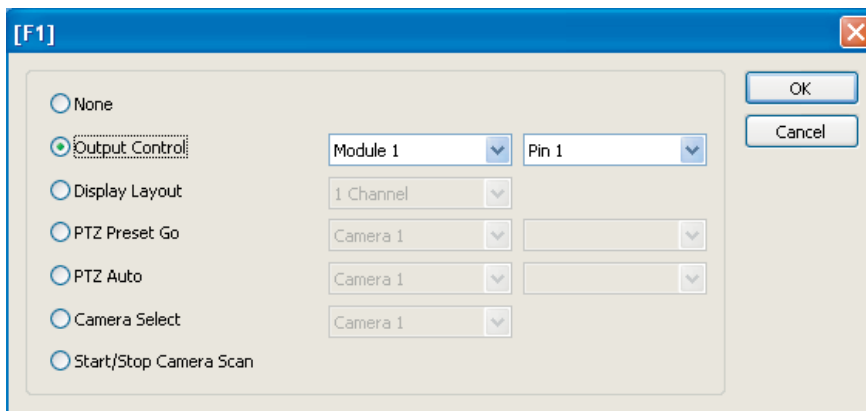 [F1]
None
OK
Output Control Module 1 Pin 1
Cancel
Display Layout 1 Channel
PTZ Preset Go Camera 1
PTZ Auto Camera 1
Camera Select Camera 1
Start/Stop Camera Scan